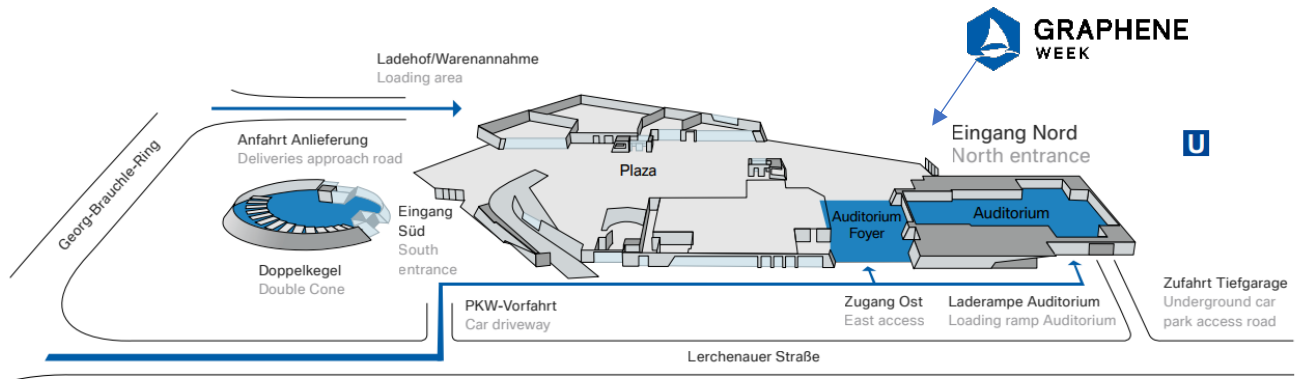 GRAPHENE
WEEK
Ladehof/Warenannahme
Loading area
Anfahrt Anlieferung
Deliveries approach road
Georg-Brauchle-Ring
Plaza
Eingang Nord
North entrance
U
Auditorium
Foyer
Auditorium
Eingang
Süd
South
entrance
Doppelkegel
Double Cone
PKW-Vorfahrt
Car driveway
Zugang Ost
East access
Laderampe Auditorium
Loading ramp Auditorium
Zufahrt Tiefgarage
Underground car
park access road
Lerchenauer Straße